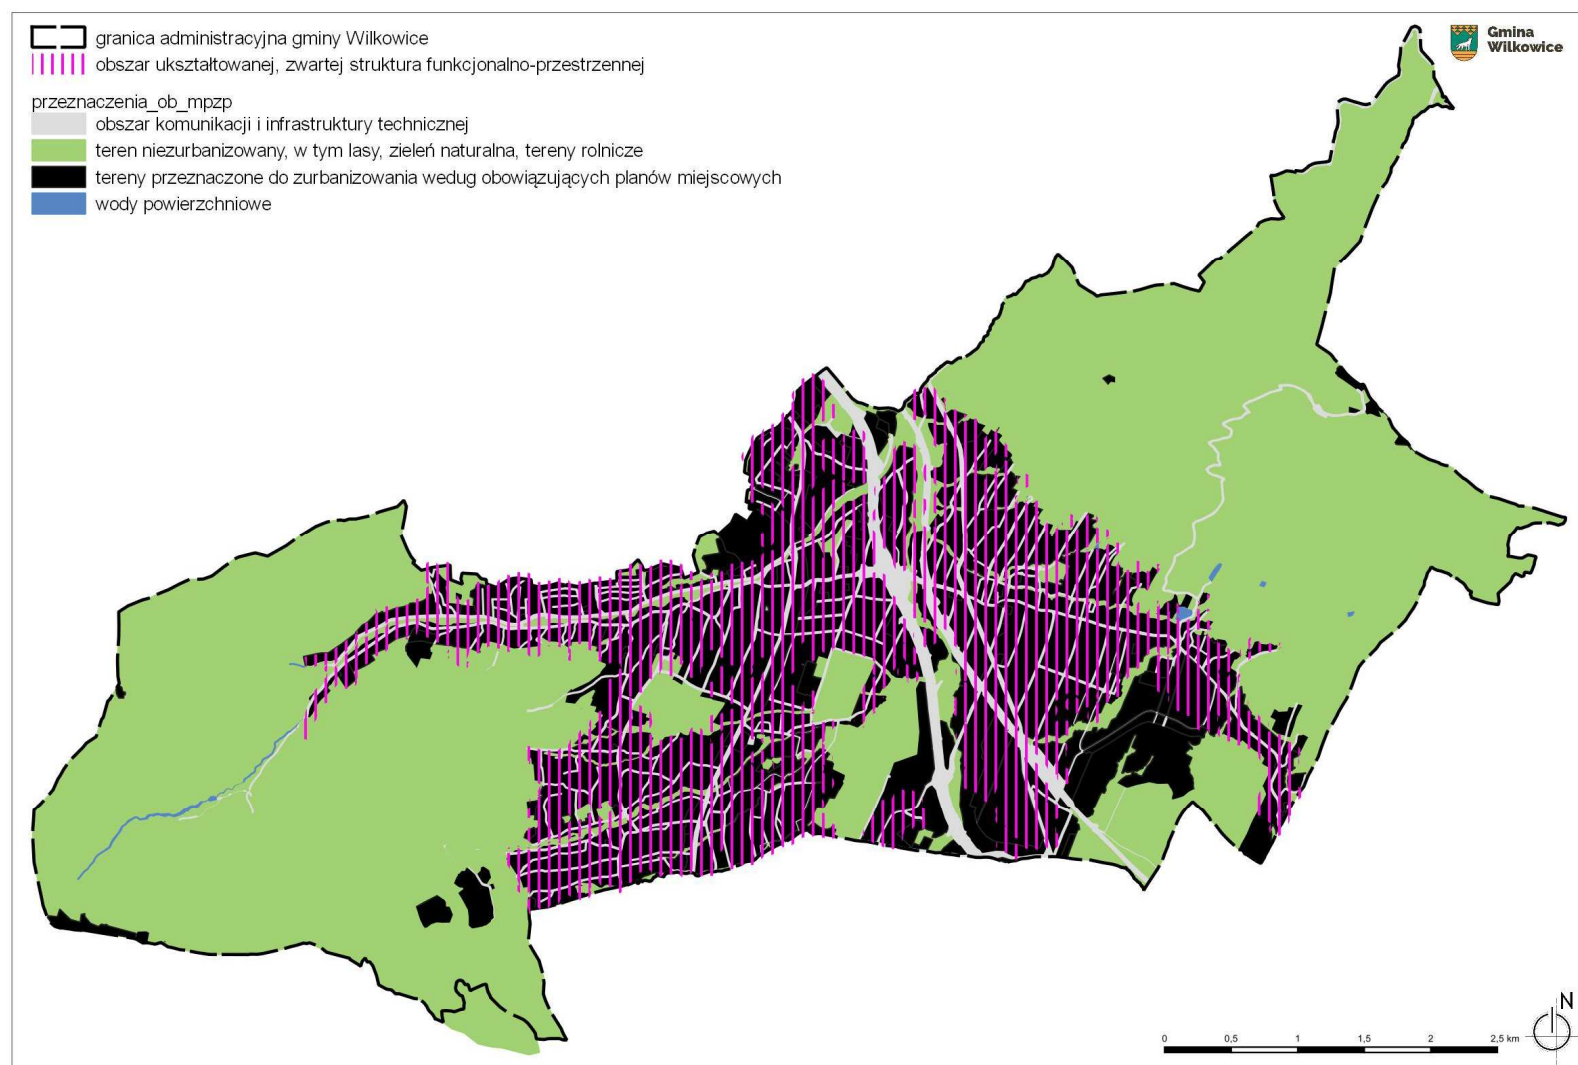 granica administracyjna gminy Wilkowice
obszar ukształtowanej, zwartej struktura funkcjonalno-przestrzennej
przeznaczenia_ob_mpzp
obszar komunikacji i infrastruktury technicznej
teren niezurbanizowany, w tym lasy, zieleń naturalna, tereny rolnicze
tereny przeznaczone do zurbanizowania wedug obowiązujących planów miejscowych
wody powierzchniowe
Gmina
Wilkowice
N
0 0,5 1 1,5 2 2,5 km